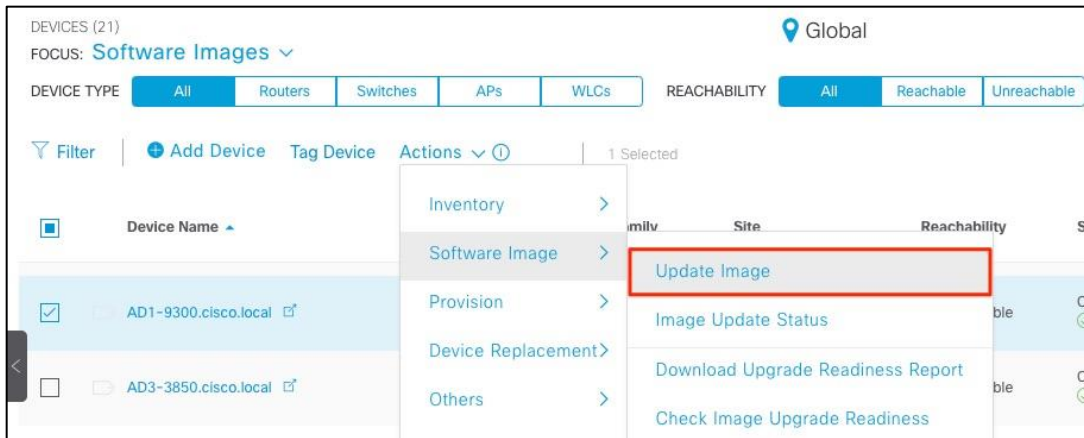 DEVICES (21)
Global
FOCUS: Software Images
DEVICE TYPE All Routers Switches APs WLCs REACHABILITY All Reachable Unreachable
Filter Add Device Tag Device Actions 1 Selected
Inventory
Device Name Site Reachability
Software Image
Update Image
AD1-9300.cisco.local
Provision
Image Update Status
Device Replacement
Download Upgrade Readiness Report
AD3-3850.cisco.local
Others
Check Image Upgrade Readiness